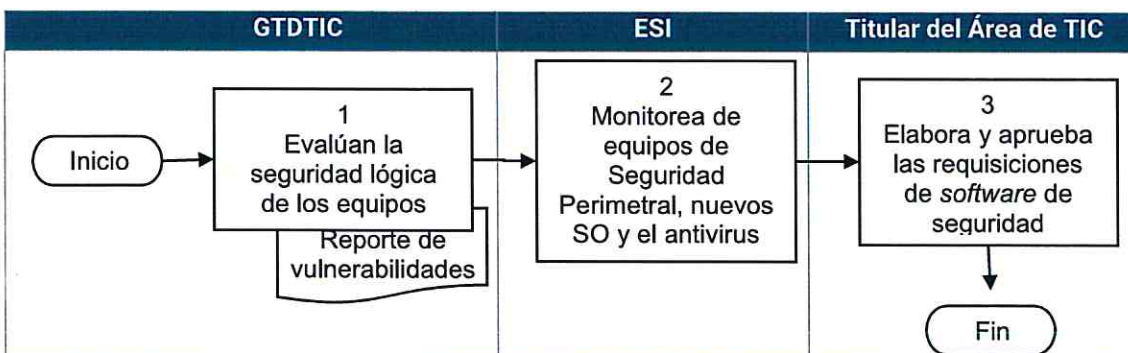 GTDTIC
ESI
Titular del Área de TIC
Inicio
1
Evalúan la
seguridad lógica
de los equipos
Reporte de
vulnerabilidades
2
Monitorea de
equipos de
Seguridad
Perimetral, nuevos
SO y el antivirus
3
Elabora y aprueba
las requisiciones
de software de
seguridad
Fin